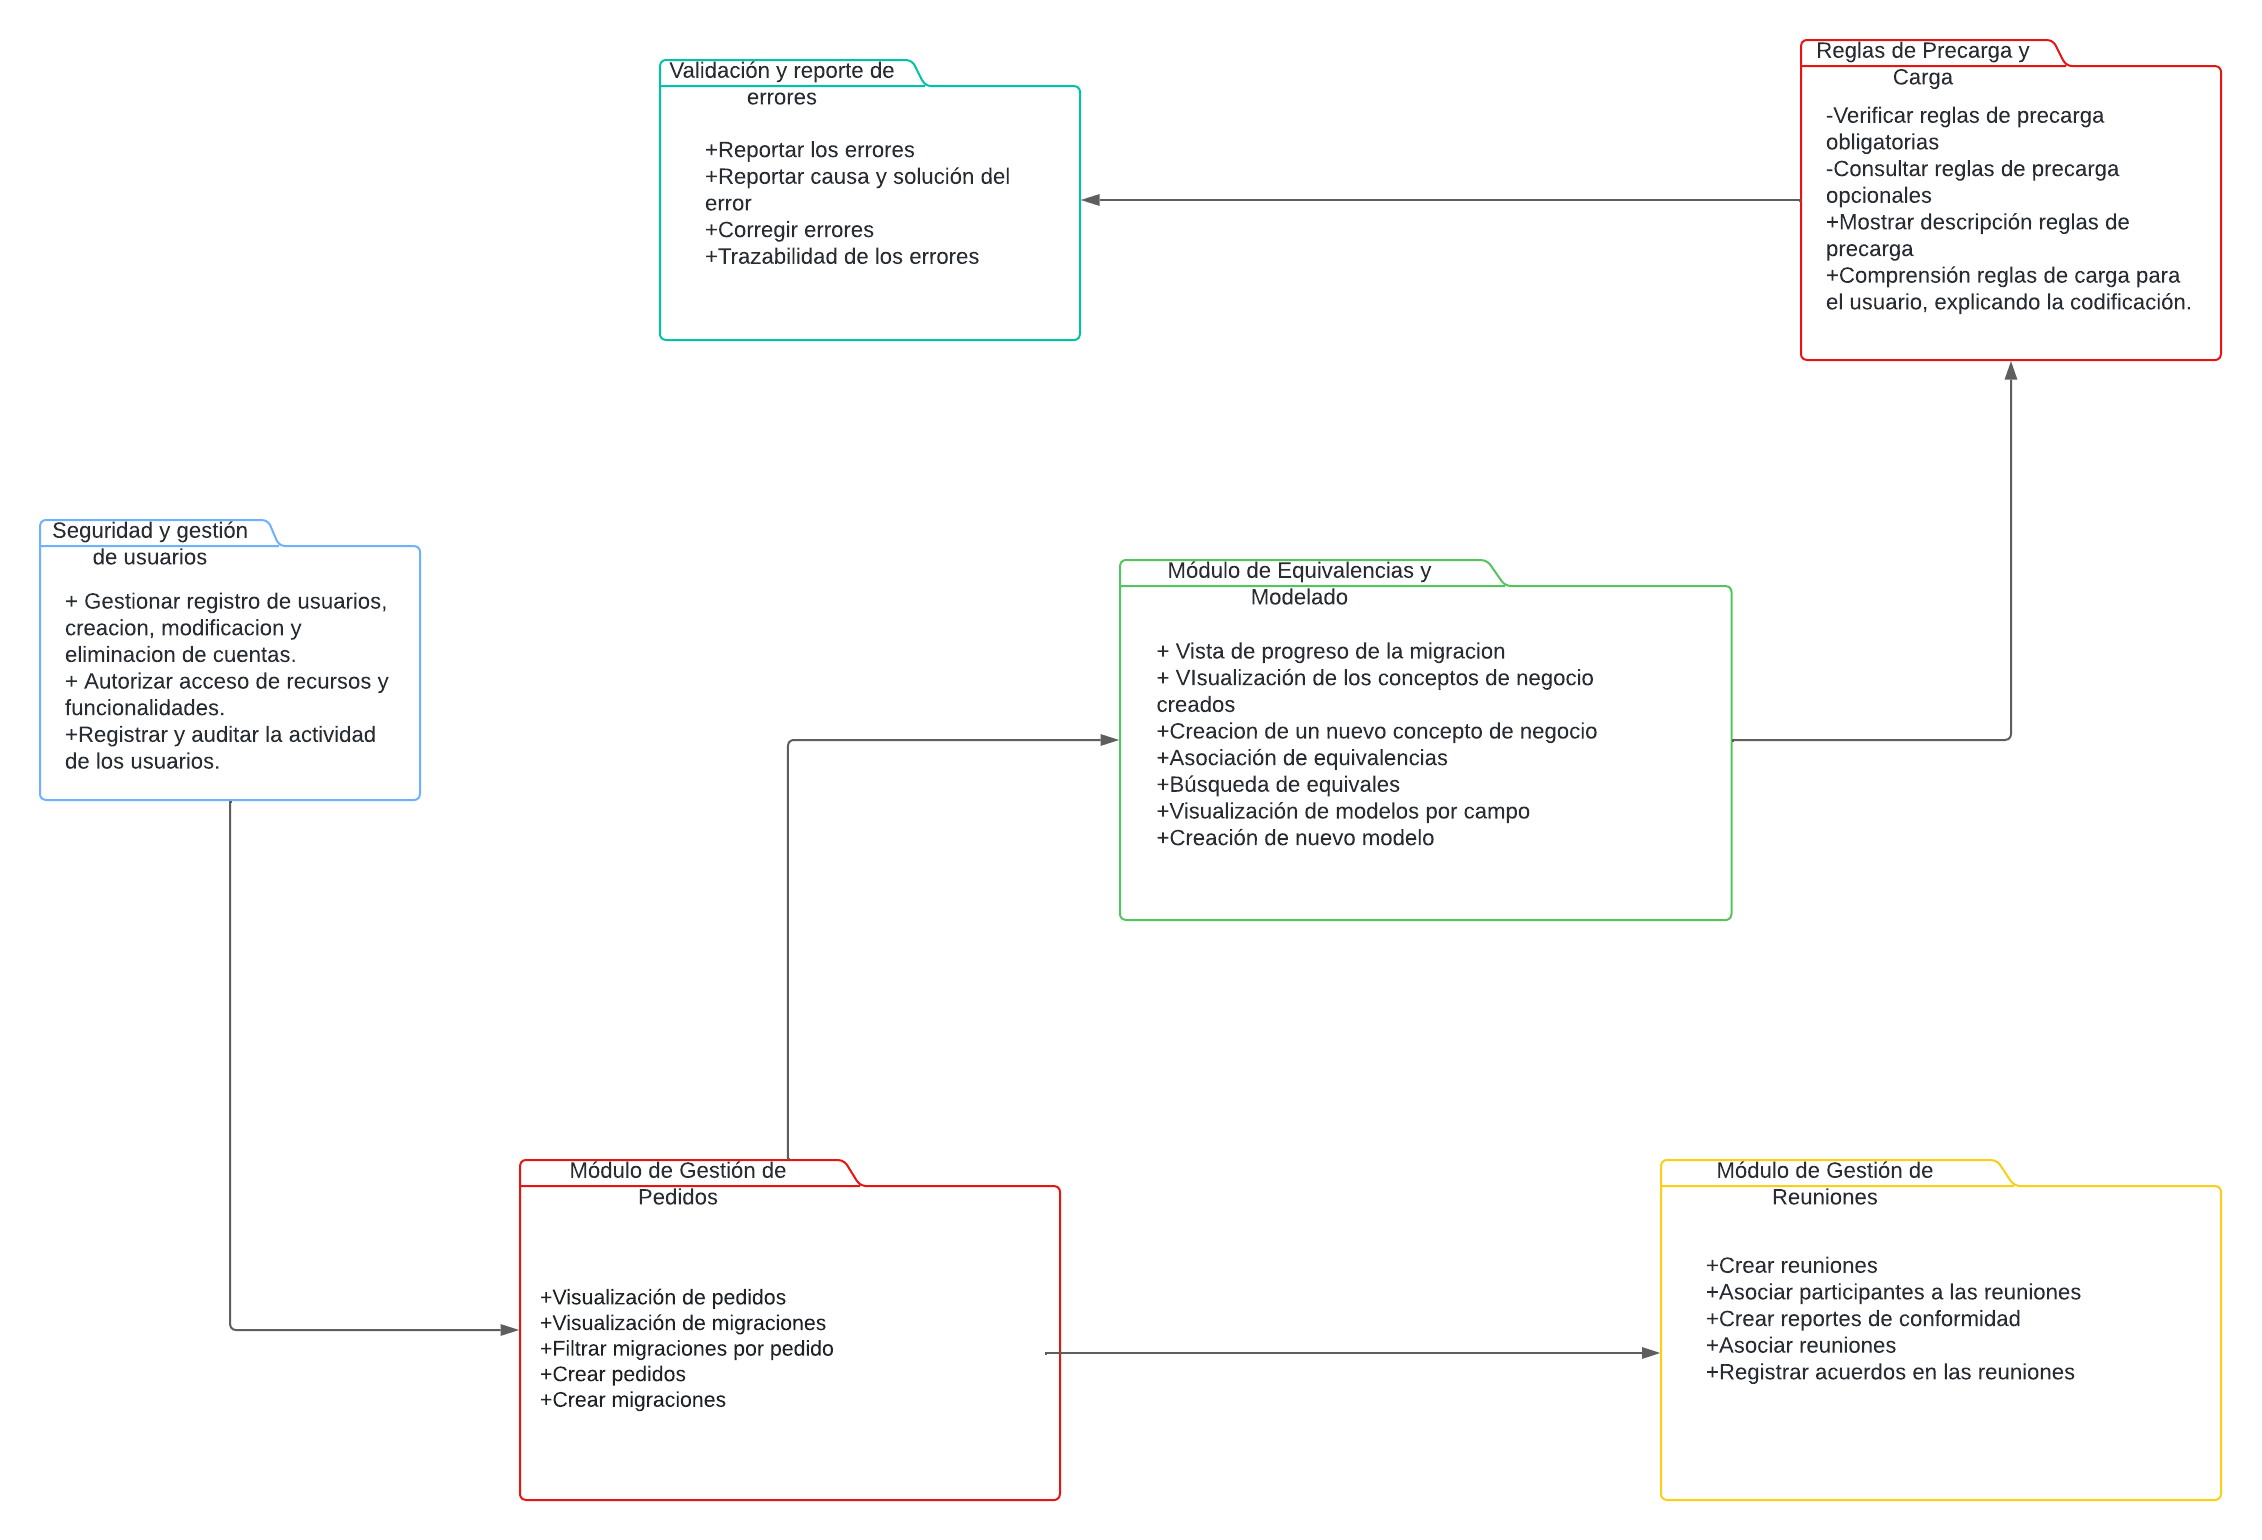 Validación y reporte de
errores
+Reportar los errores
+Reportar causa y solución del
error
+Corregir errores
+Trazabilidad de los errores
Reglas de Precarga y
Carga
-Verificar reglas de precarga
obligatorias
-Consultar reglas de precarga
opcionales
+Mostrar descripción reglas de
precarga
+Comprensión reglas de carga para
el usuario, explicando la codificación.
Seguridad y gestión
de usuarios
+ Gestionar registro de usuarios,
creacion, modificacion y
eliminacion de cuentas.
+ Autorizar acceso de recursos y
funcionalidades.
+Registrar y auditar la actividad
de los usuarios.
Módulo de Equivalencias y
Modelado
+ Vista de progreso de la migracion
+ VIsualización de los conceptos de negocio
creados
+Creacion de un nuevo concepto de negocio
+Asociación de equivalencias
+Búsqueda de equivales
+Visualización de modelos por campo
+Creación de nuevo modelo
Módulo de Gestión de
Pedidos
+Visualización de pedidos
+Visualización de migraciones
+Filtrar migraciones por pedido
+Crear pedidos
+Crear migraciones
Módulo de Gestión de
Reuniones
+Crear reuniones
+Asociar participantes a las reuniones
+Crear reportes de conformidad
+Asociar reuniones
+Registrar acuerdos en las reuniones